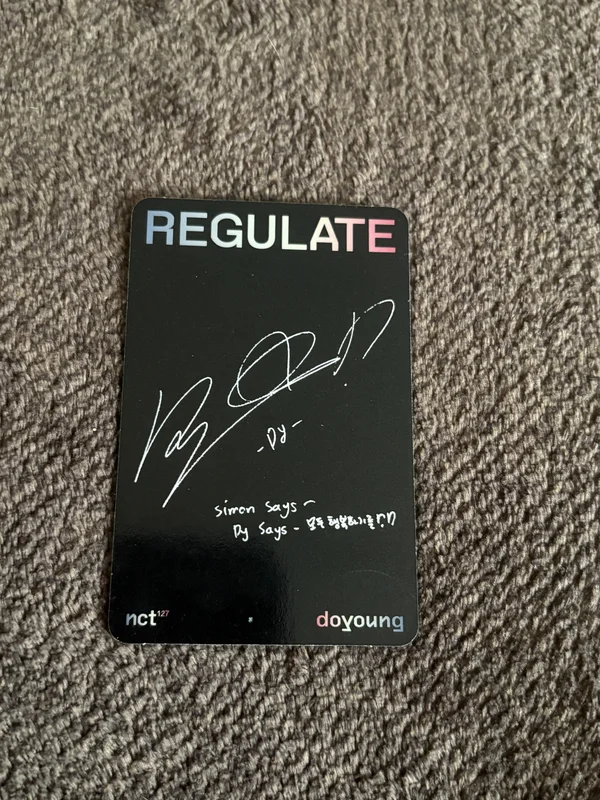 REGULATE
-DY-
Simon Says ~
Dy Says - 모두 행복하기를!?
nct127
doyoung